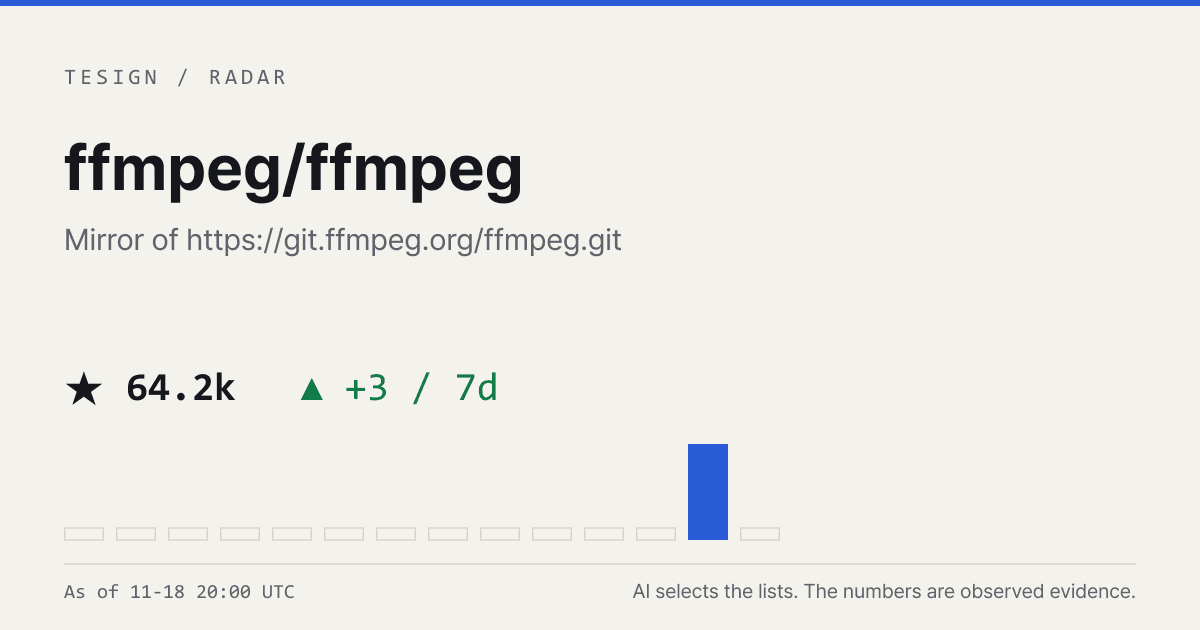 TESIGN / RADAR
ffmpeg/ffmpeg
Mirror of https://git.ffmpeg.org/ffmpeg.git
★ 64.2k ▲ +3 / 7d
As of 11-18 20:00 UTC
AI selects the lists. The numbers are observed evidence.